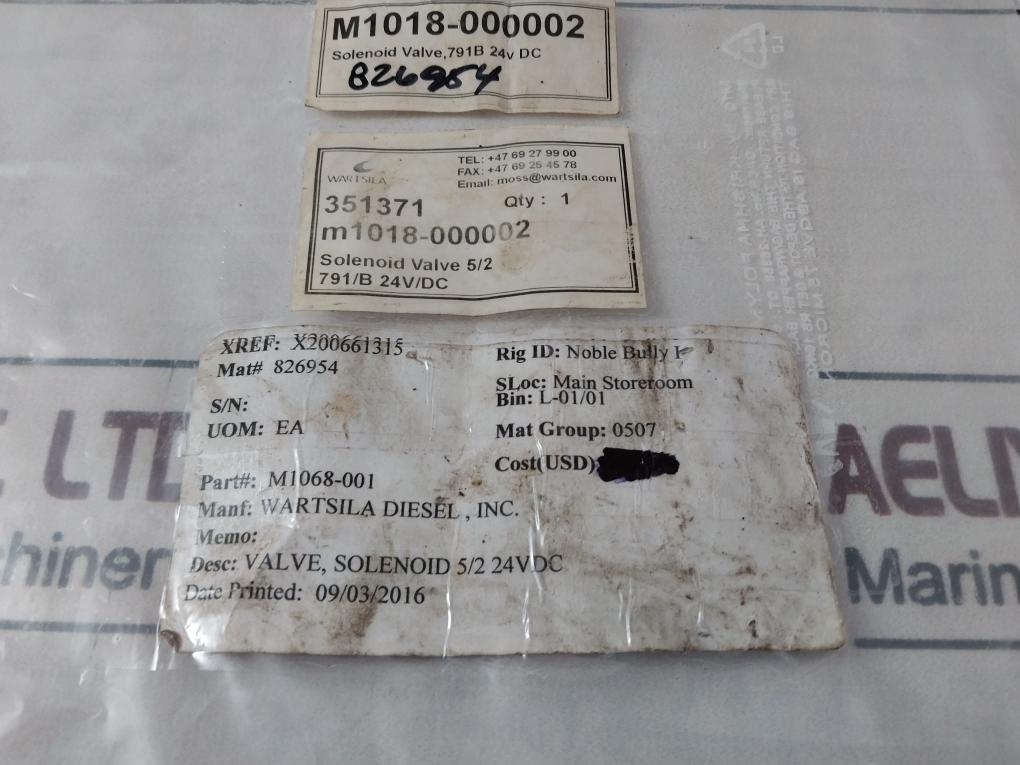 M1018-000002
Solenoid Valve,791B 24v DC
826954
WARTSILA
TEL: +47 69 27 99 00
FAX: +47 69 25 45 78
Email: moss@wartsila.com
351371
Qty : 1
m1018-000002
Solenoid Valve 5/2
791/B 24V/DC
XREF: X200661315
Mat# 826954
S/N:
UOM: EA
Part#: M1068-001
Manf: WARTSILA DIESEL , INC.
Memo:
Desc: VALVE, SOLENOID 5/2 24VDC
Date Printed: 09/03/2016
Rig ID: Noble Bully I
SLoc: Main Storeroom
Bin: L-01/01
Mat Group: 0507
Cost(USD)
LTD
AELI
Marin